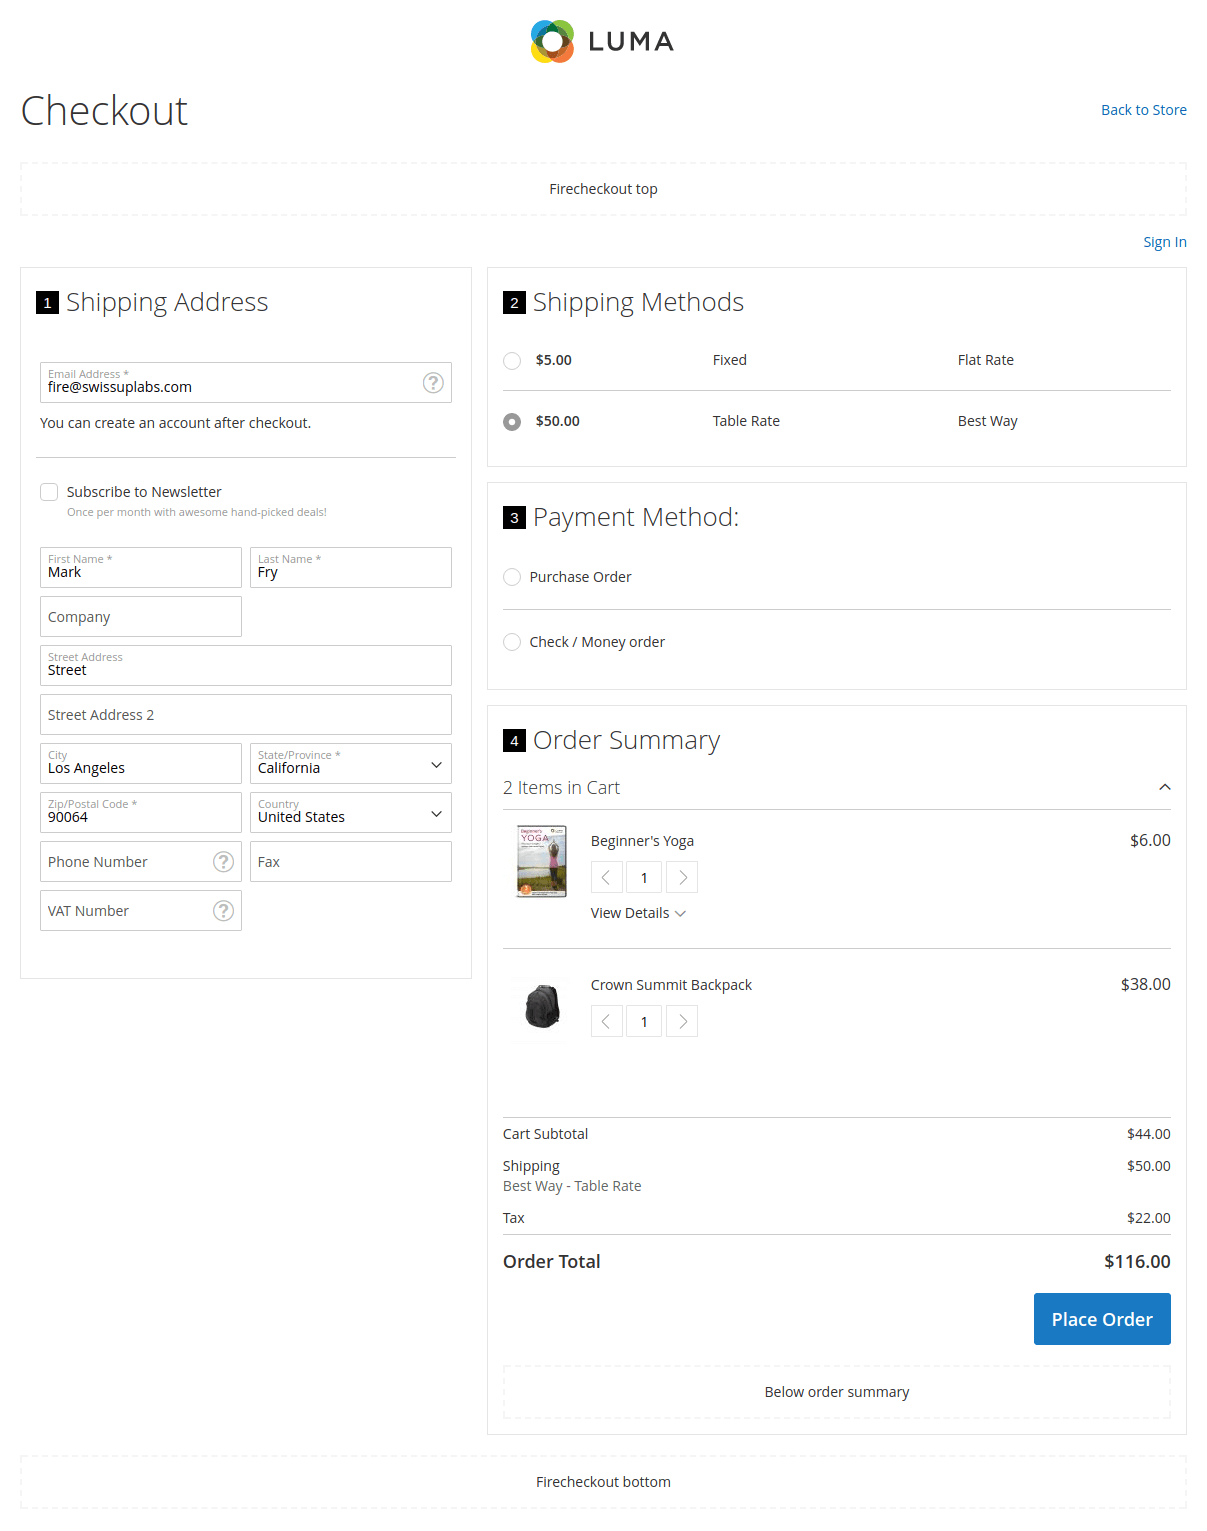 LUMA
Checkout
Back to Store
Firecheckout top
Sign In
1 Shipping Address
Email Address *
fire@swissuplabs.com
?
You can create an account after checkout.
Subscribe to Newsletter
Once per month with awesome hand-picked deals!
First Name *
Mark
Last Name *
Fry
Company
Street Address
Street
Street Address 2
City
Los Angeles
State/Province *
California
Zip/Postal Code *
90064
Country
United States
Phone Number
?
Fax
VAT Number
?
2 Shipping Methods
$5.00 Fixed Flat Rate
$50.00 Table Rate Best Way
3 Payment Method:
Purchase Order
Check / Money order
4 Order Summary
2 Items in Cart
Beginner's
YOGA
Beginner's Yoga $6.00
1
View Details
Crown Summit Backpack $38.00
1
Cart Subtotal $44.00
Shipping $50.00
Best Way - Table Rate
Tax $22.00
Order Total $116.00
Place Order
Below order summary
Firecheckout bottom